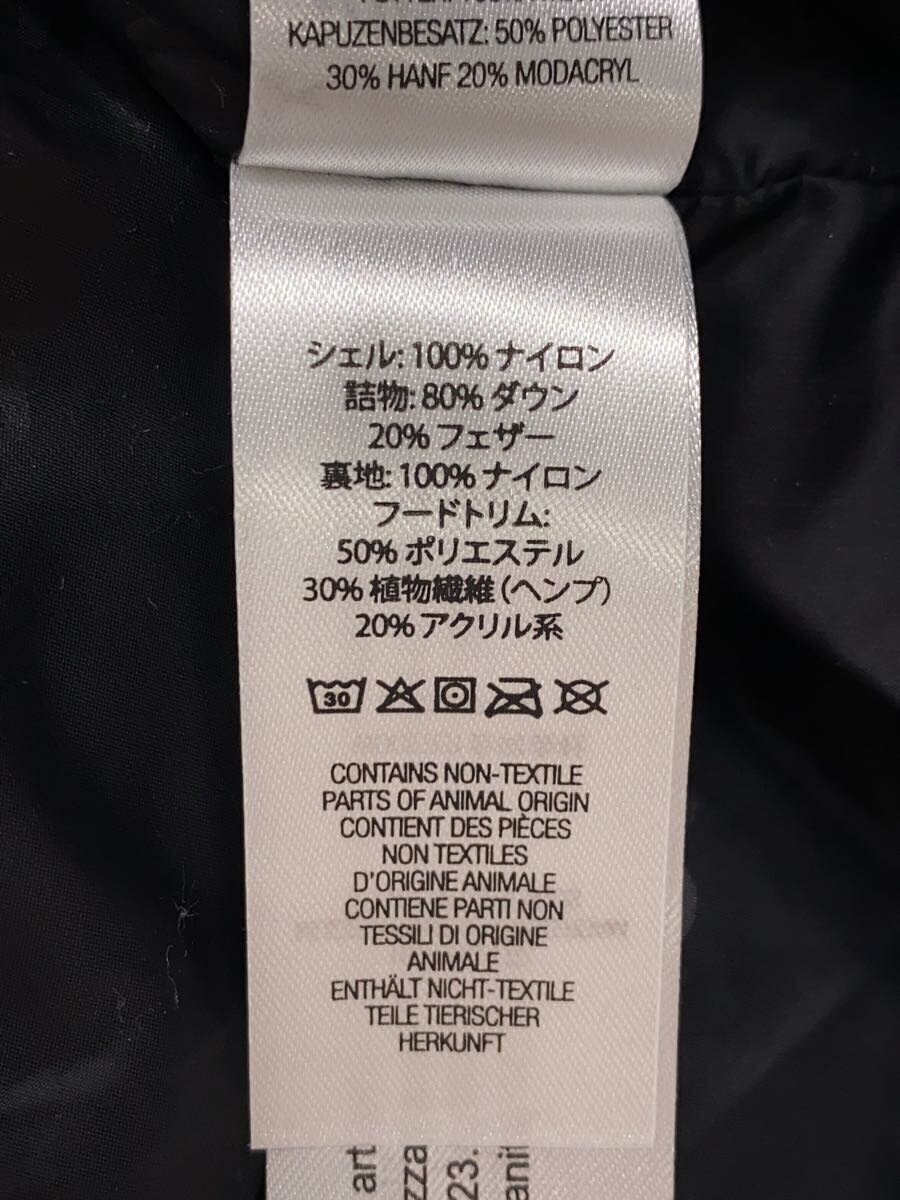 KAPUZENBESATZ: 50% POLYESTER
30% HANF 20% MODACRYL
シェル: 100% ナイロン
詰物: 80% ダウン
20% フェザー
裏地: 100% ナイロン
フードトリム:
50% ポリエステル
30% 植物繊維 (ヘンプ)
20% アクリル系
30
CONTAINS NON-TEXTILE
PARTS OF ANIMAL ORIGIN
CONTIENT DES PIÈCES
NON TEXTILES
D'ORIGINE ANIMALE
CONTIENE PARTI NON
TESSILI DI ORIGINE
ANIMALE
ENTHÄLT NICHT-TEXTILE
TEILE TIERISCHER
HERKUNFT
art
zza
23.